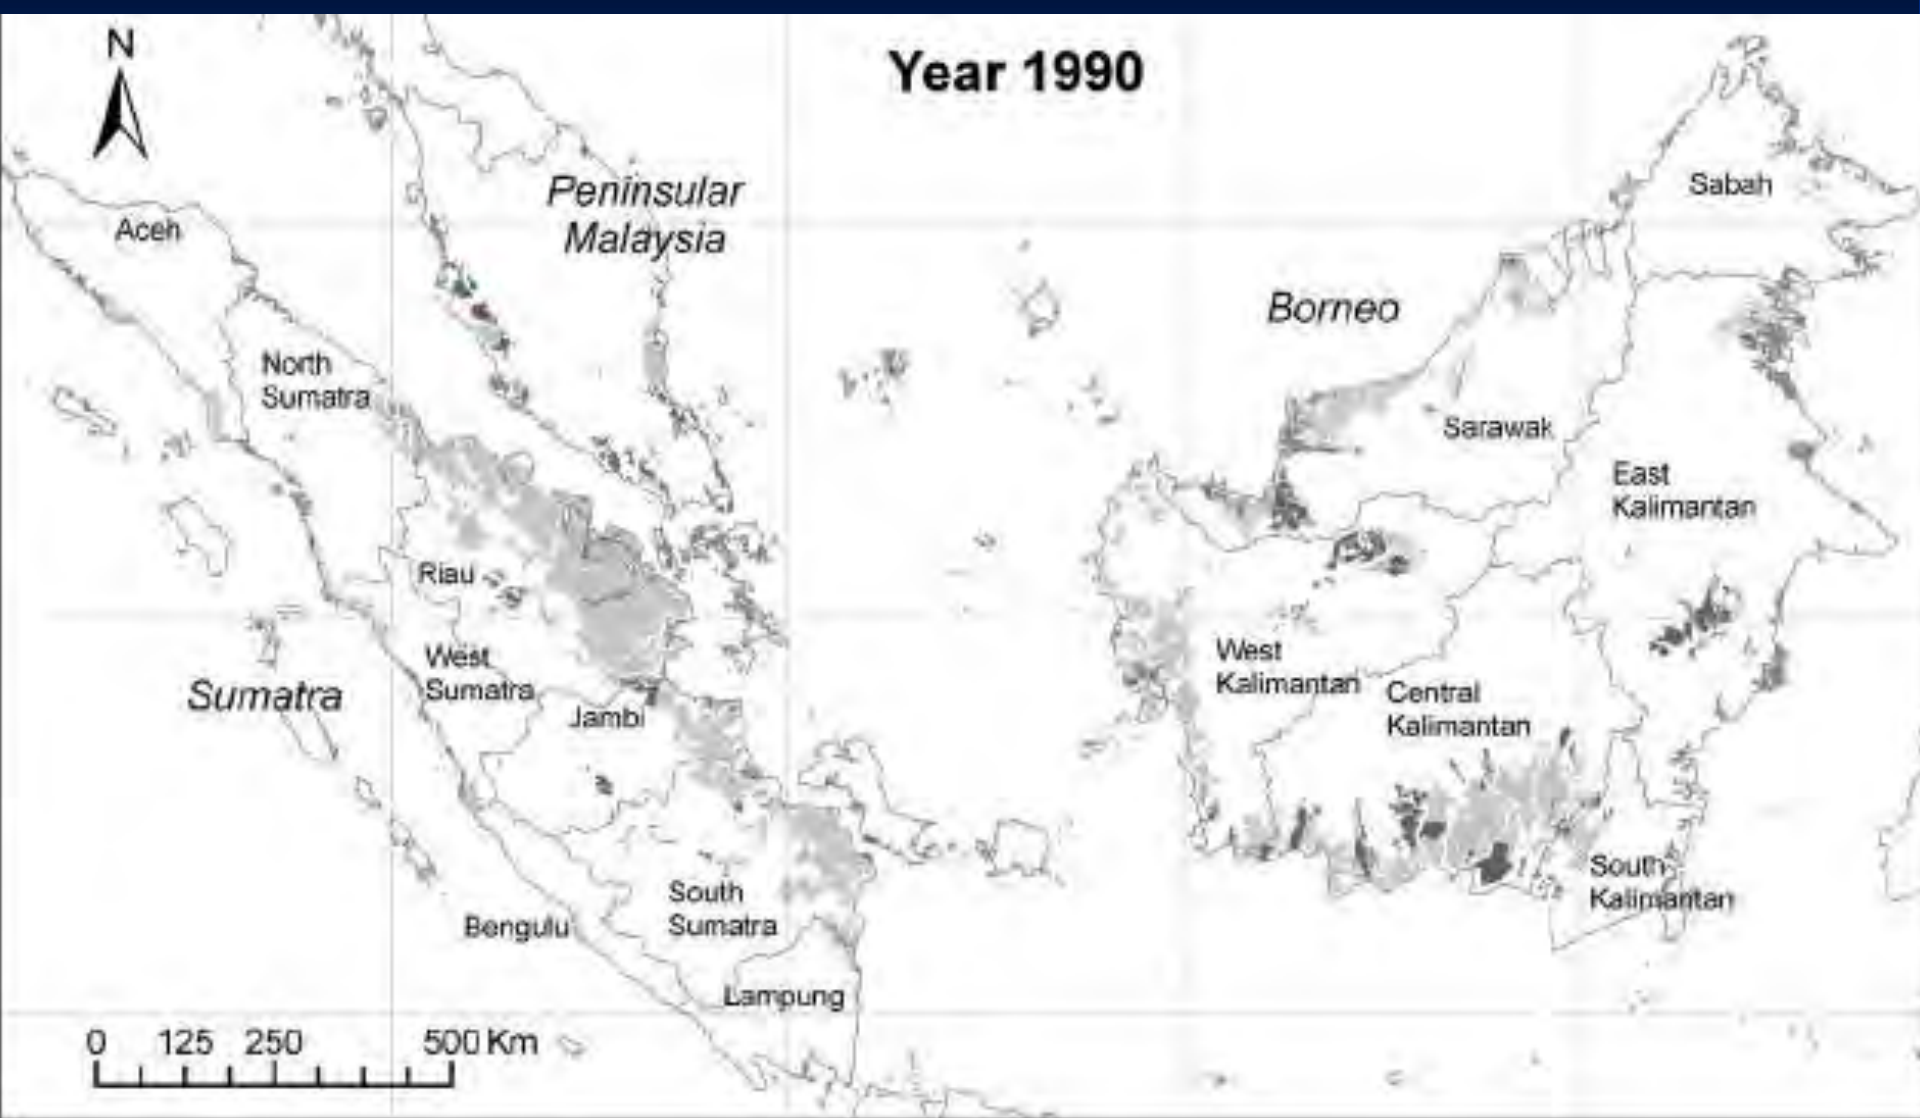 N
Year 1990
Peninsular
Malaysia
Sabah
Aceh
Borneo
North
Sumatra
Sarawak
East
Kalimantan
Riau
West
Sumatra
West
Kalimantan
Sumatra
Central
Kalimantan
Jambi
South
Sumatra
South
Kalimantan
Bengulu
Lampung
0 125 250 500 Km